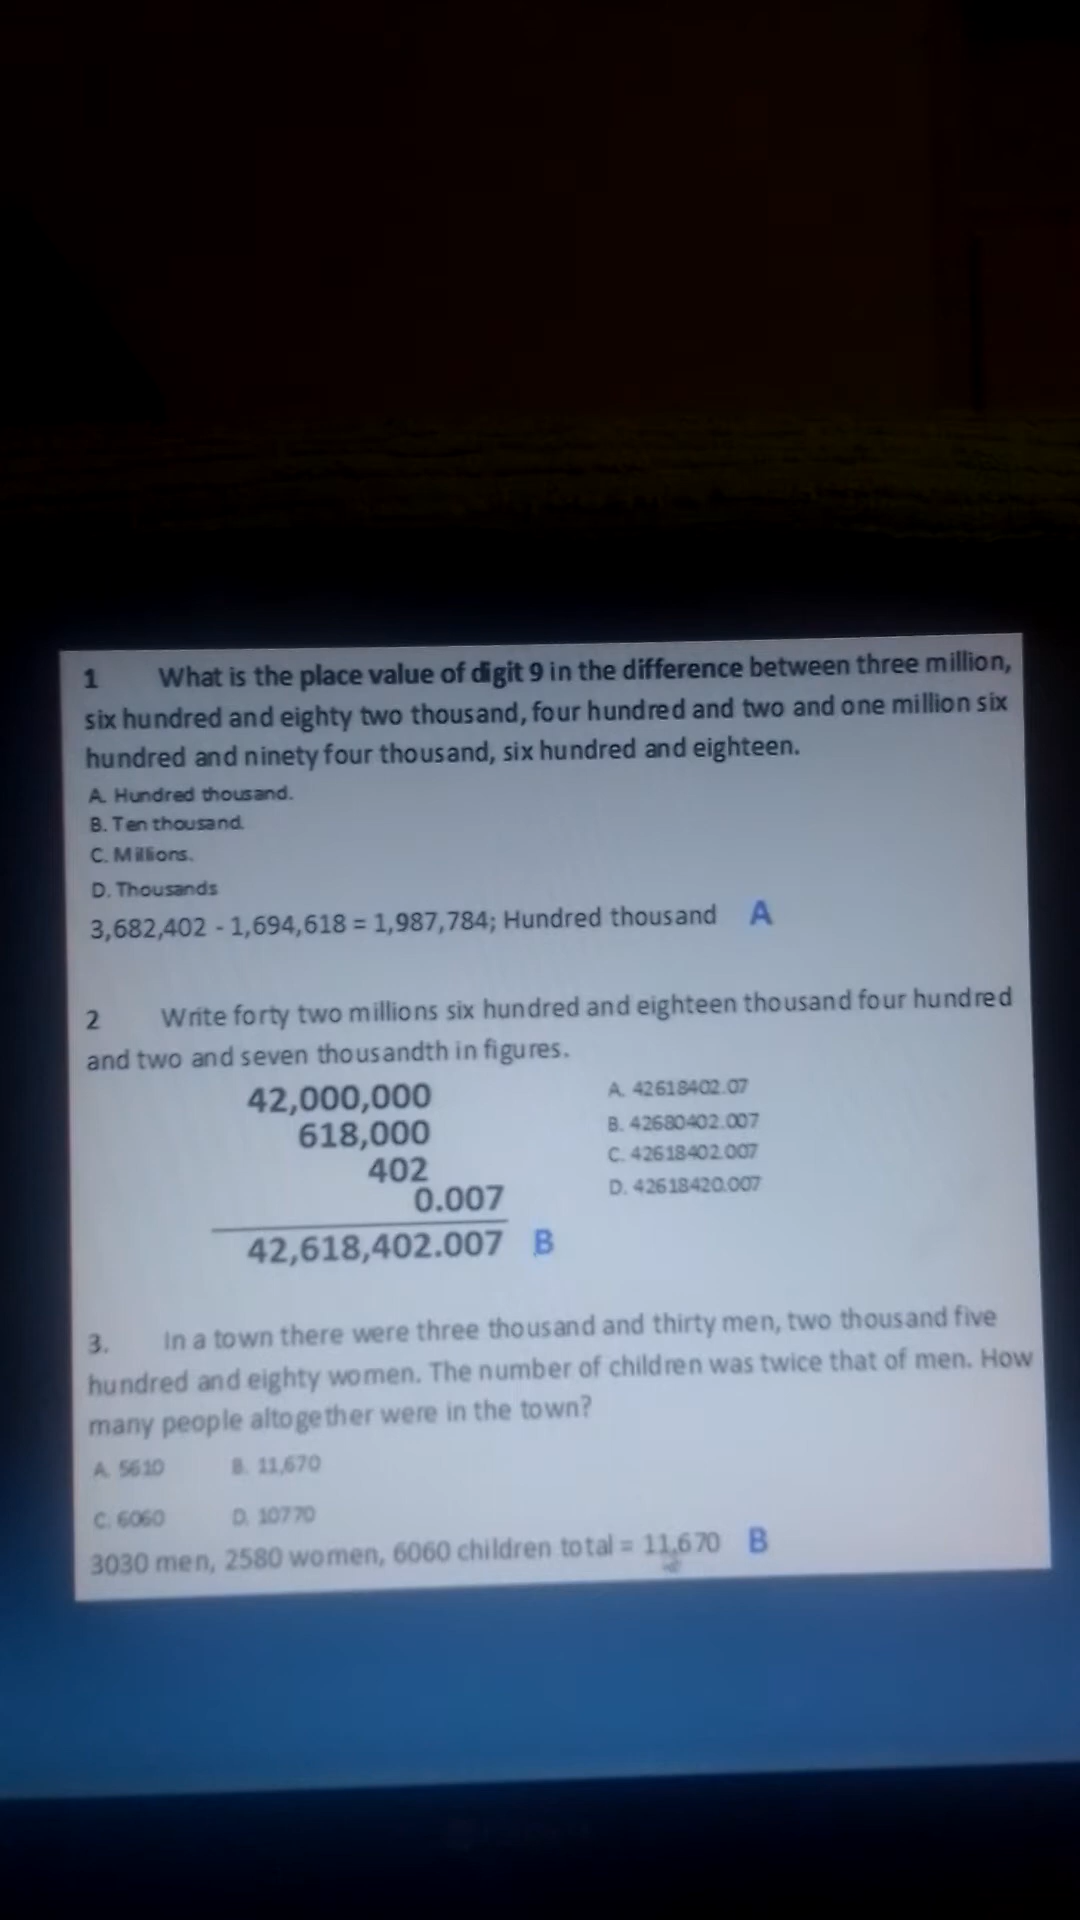 1 What is the place value of digit 9 in the difference between three million,
six hundred and eighty two thousand, four hundred and two and one million six
hundred and ninety four thousand, six hundred and eighteen.
A. Hundred thousand.
B. Ten thousand.
C. Millions.
D. Thousands
3,682,402 - 1,694,618 = 1,987,784; Hundred thousand A
2 Write forty two millions six hundred and eighteen thousand four hundred
and two and seven thousandth in figures.
42,000,000
618,000
402
0.007
42,618,402.007 B
A. 42618402.07
B. 42680402.007
C. 42618402.007
D. 42618420.007
3. In a town there were three thousand and thirty men, two thousand five
hundred and eighty women. The number of children was twice that of men. How
many people altogether were in the town?
A. 5610 B. 11,670
C. 6060 D. 10770
3030 men, 2580 women, 6060 children total = 11,670 B